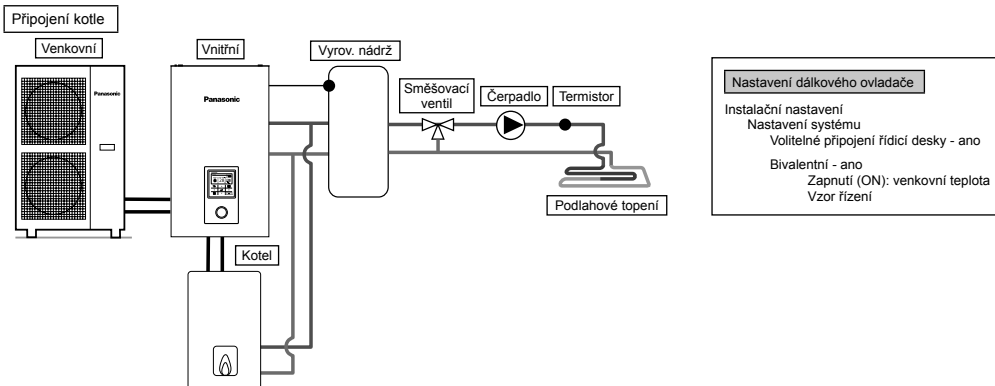 Připojení kotle
Venkovní
Vnitřní
Vyrov. nádrž
Směšovací
ventil
Čerpadlo
Termistor
Panasonic
Panasonic
Podlahové topení
Kotel
Nastavení dálkového ovladače
Instalační nastavení
Nastavení systému
Volitelné připojení řídicí desky - ano
Bivalentní - ano
Zapnutí (ON): venkovní teplota
Vzor řízení